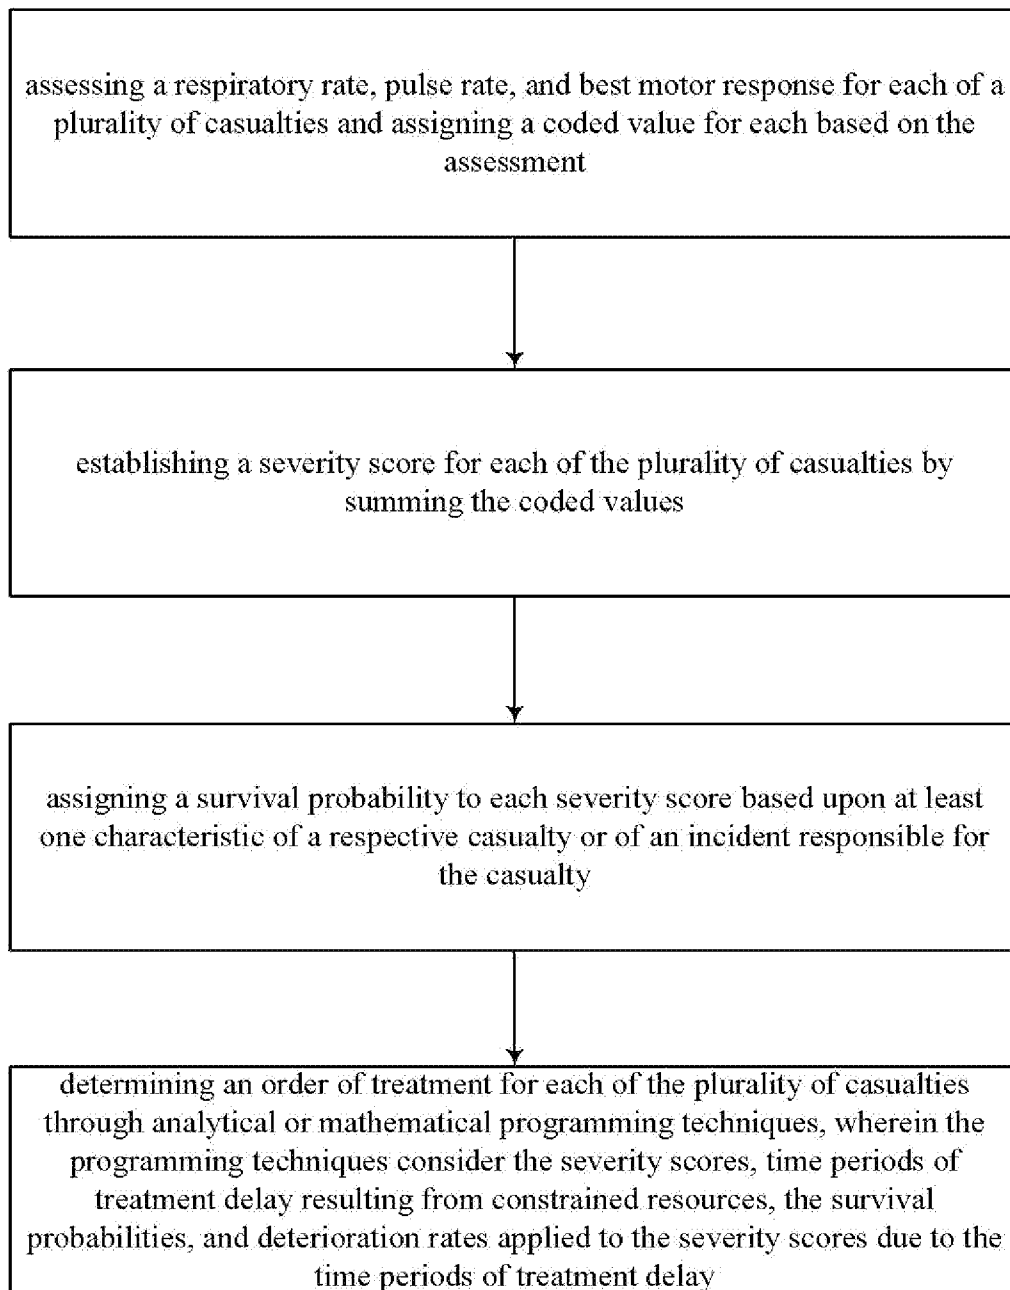 assessing a respiratory rate, pulse rate, and best motor response for each of a
plurality of casualties and assigning a coded value for each based on the
assessment
establishing a severity score for each of the plurality of casualties by
summing the coded values
assigning a survival probability to each severity score based upon at least
one characteristic of a respective casualty or of an incident responsible for
the casualty
determining an order of treatment for each of the plurality of casualties
through analytical or mathematical programming techniques, wherein the
programming techniques consider the severity scores, time periods of
treatment delay resulting from constrained resources, the survival
probabilities, and deterioration rates applied to the severity scores due to the
time periods of treatment delay